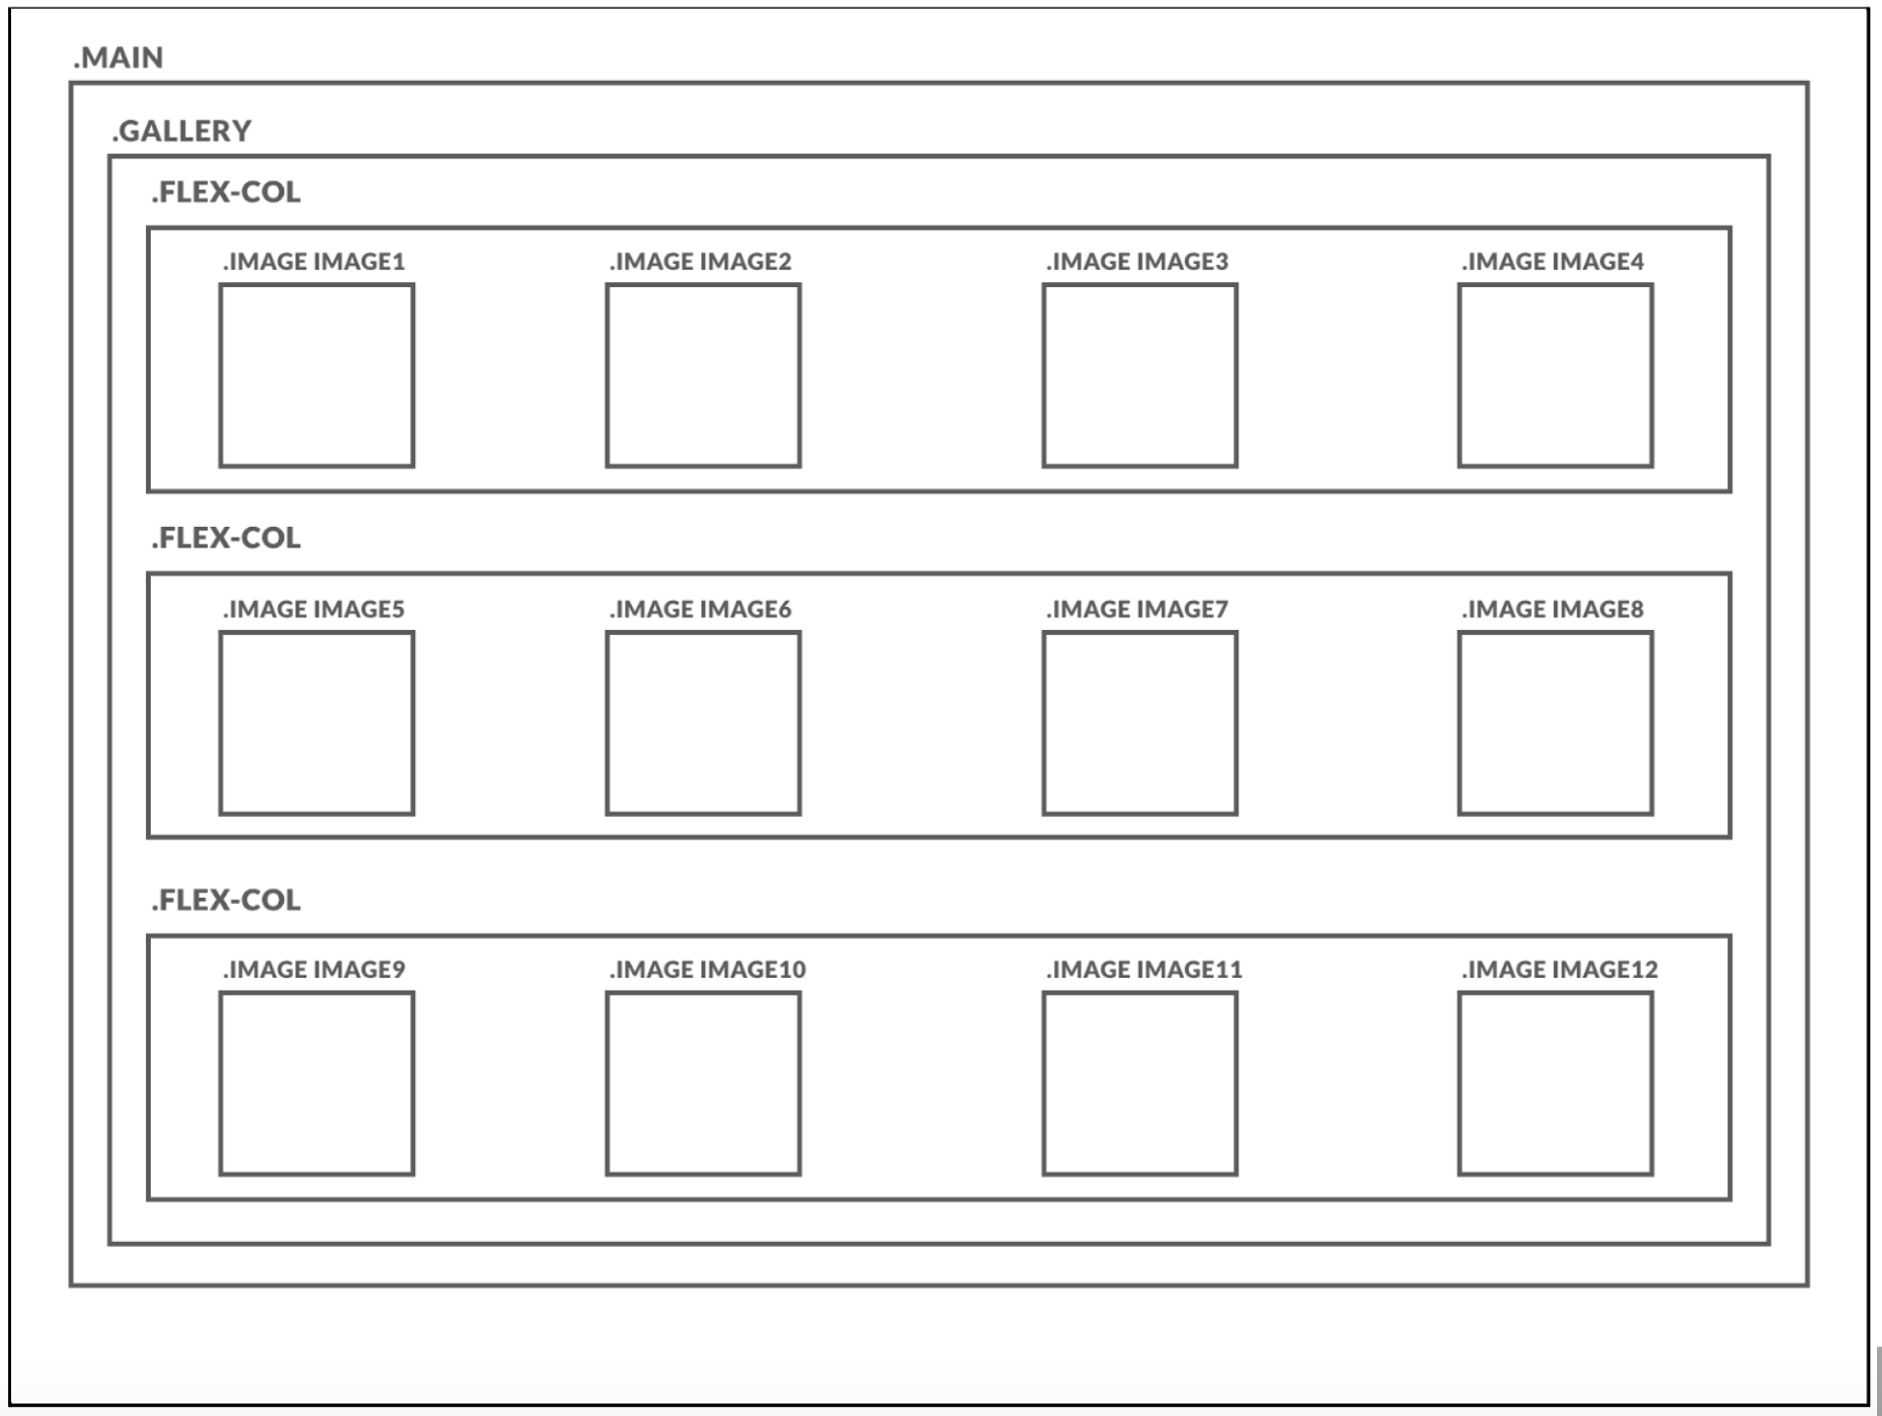 .MAIN
.GALLERY
.FLEX-COL
.IMAGE IMAGE1
.IMAGE IMAGE2
.IMAGE IMAGE3
.IMAGE IMAGE4
.FLEX-COL
.IMAGE IMAGE5
.IMAGE IMAGE6
.IMAGE IMAGE7
.IMAGE IMAGE8
.FLEX-COL
.IMAGE IMAGE9
.IMAGE IMAGE10
.IMAGE IMAGE11
.IMAGE IMAGE12